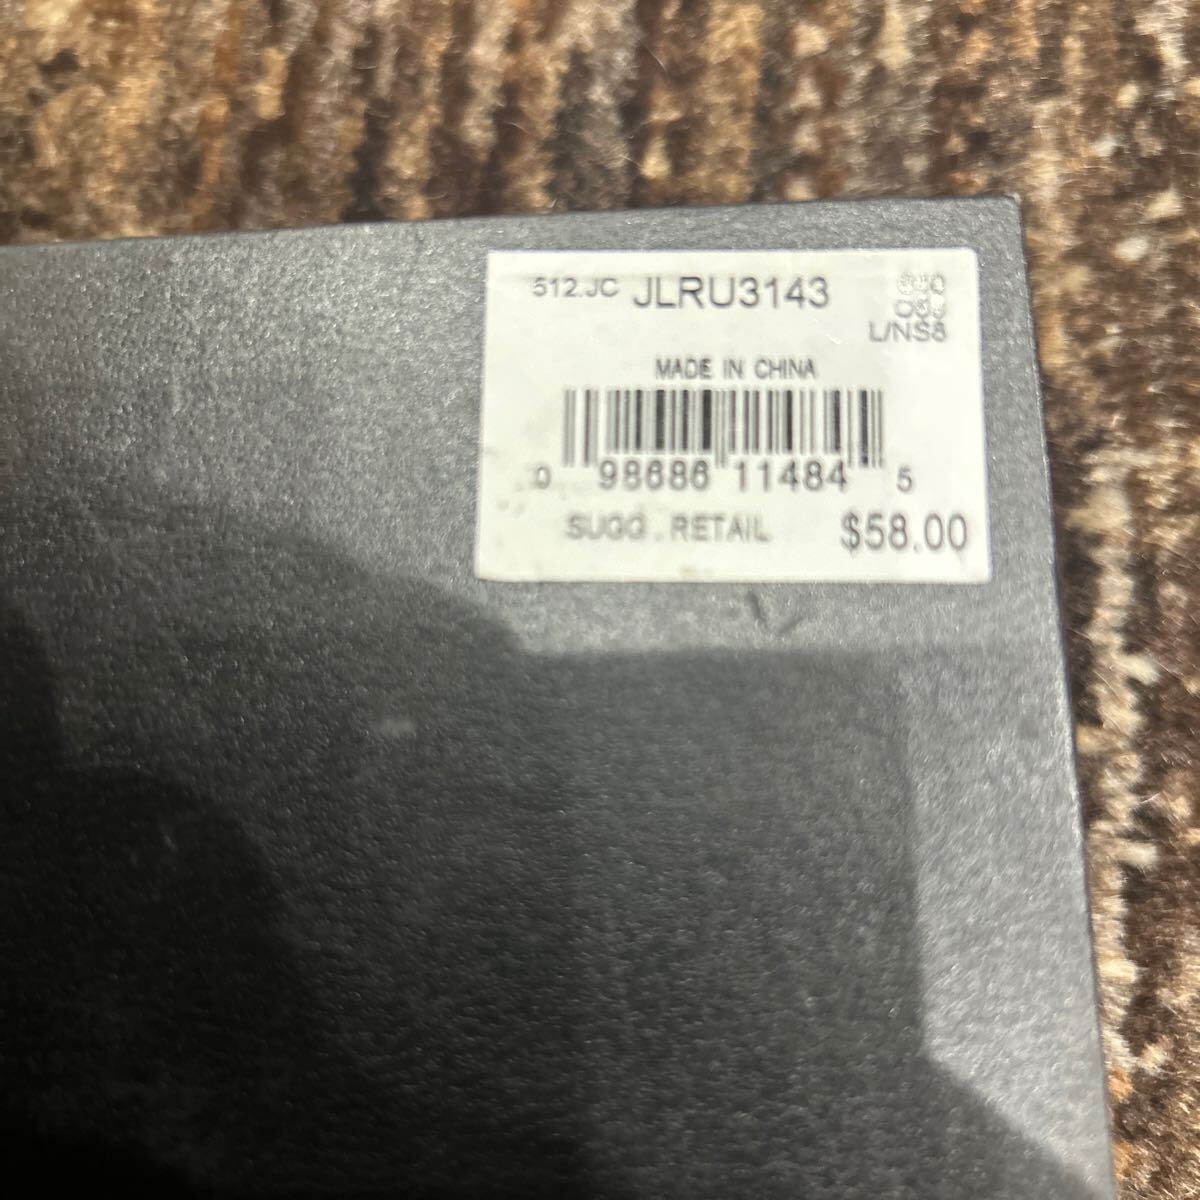 512.JC JLRU3143
L/NS8
MADE IN CHINA
0 98686 11484 5
SUGG. RETAIL $58.00